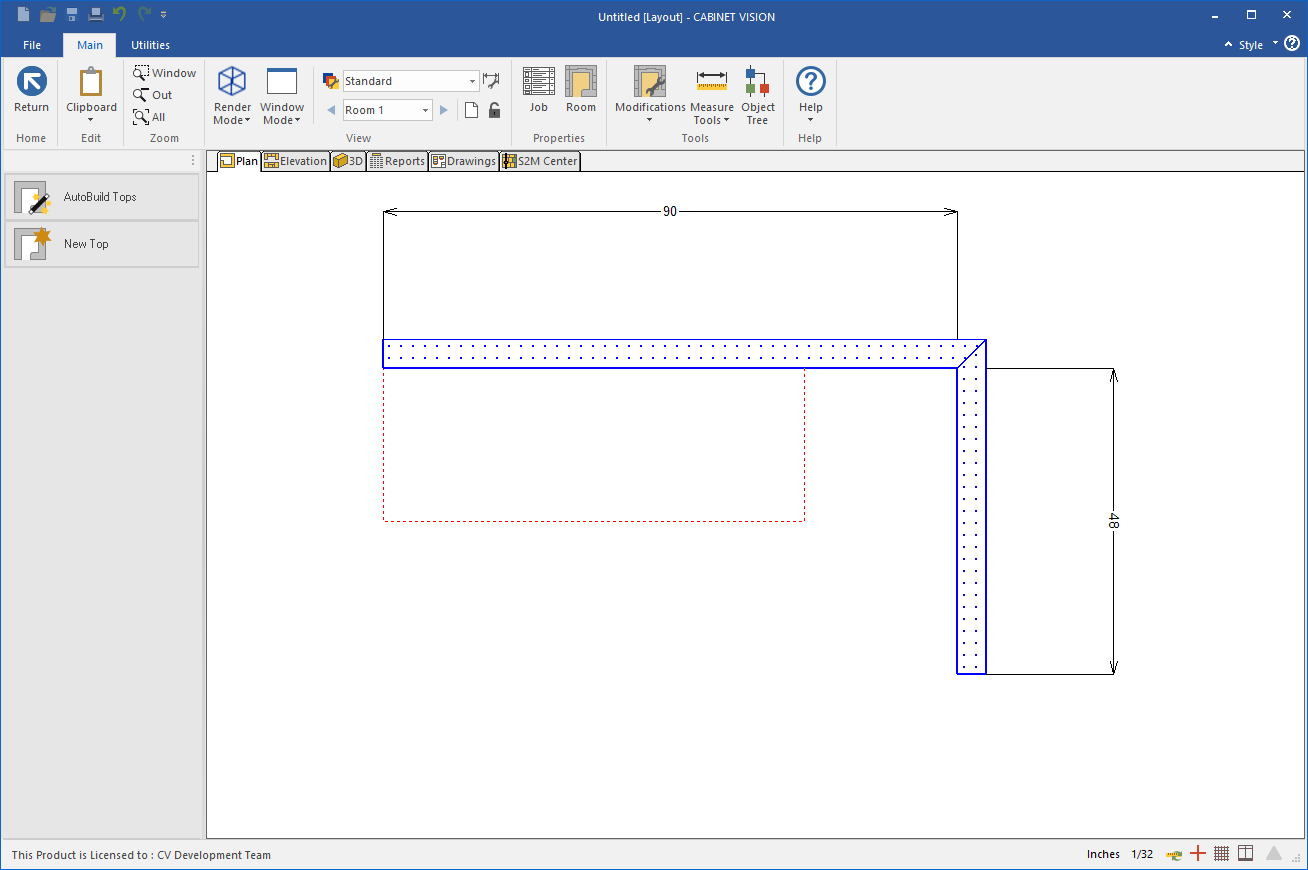 Untitled [Layout] - CABINET VISION
File
Main
Utilities
Style
Return
Clipboard
Window
Out
All
Render Mode
Window Mode
Standard
Room 1
Job
Room
Modifications
Measure Tools
Object Tree
Help
Home
Edit
Zoom
View
Properties
Tools
Help
Plan
Elevation
3D
Reports
Drawings
S2M Center
AutoBuild Tops
New Top
90
48
This Product is Licensed to : CV Development Team
Inches
1/32